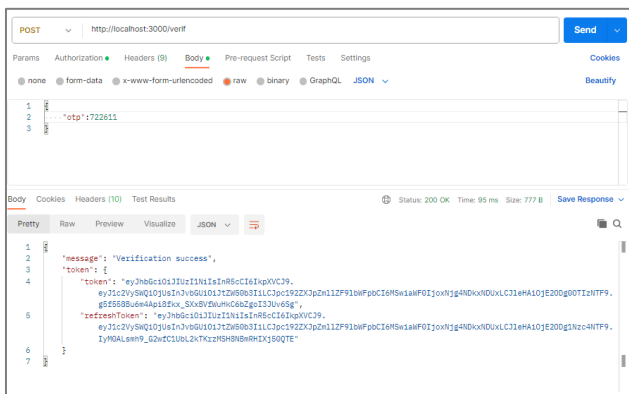 POST http://localhost:3000/verif Send
Params Authorization Headers (9) Body Pre-request Script Tests Settings Cookies
none form-data x-www-form-urlencoded raw binary GraphQL JSON Beautify
1 {
2 "otp":722611
3 }
Body Cookies Headers (10) Test Results Status: 200 OK Time: 95 ms Size: 777 B Save Response
Pretty Raw Preview Visualize JSON
1 {
2 "message": "Verification success",
3 "token": {
4 "token": "eyJhbGciOiJIUzI1NiIsInR5cCI6IkpXVCJ9.
5 "refreshToken": "eyJhbGciOiJIUzI1NiIsInR5cCI6IkpXVCJ9.
6 }
7 }